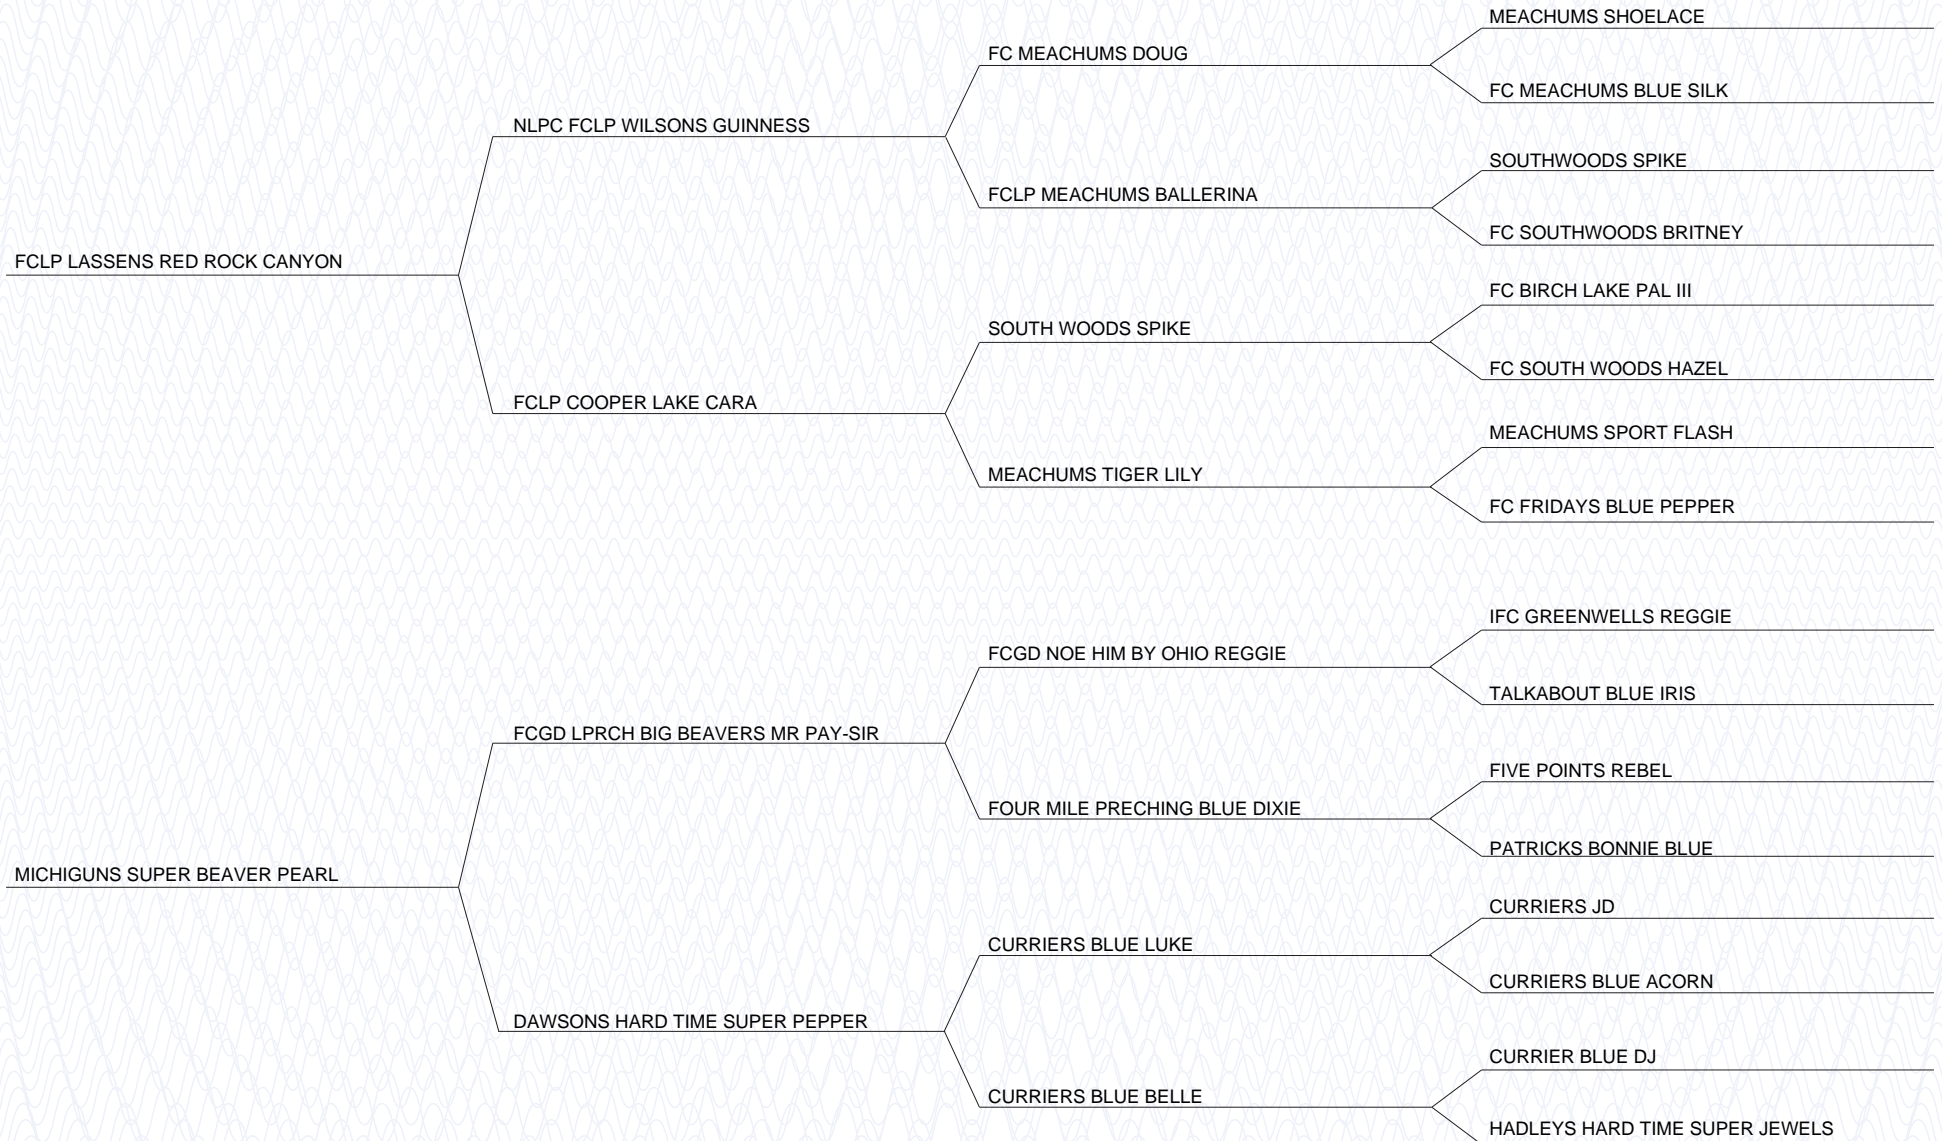 MEACHUMS SHOELACE
FC MEACHUMS DOUG
FC MEACHUMS BLUE SILK
NLPC FCLP WILSONS GUINNESS
SOUTHWOODS SPIKE
FCLP MEACHUMS BALLERINA
FC SOUTHWOODS BRITNEY
FCLP LASSENS RED ROCK CANYON
FC BIRCH LAKE PAL III
SOUTH WOODS SPIKE
FC SOUTH WOODS HAZEL
FCLP COOPER LAKE CARA
MEACHUMS SPORT FLASH
MEACHUMS TIGER LILY
FC FRIDAYS BLUE PEPPER
IFC GREENWELLS REGGIE
FCGD NOE HIM BY OHIO REGGIE
TALKABOUT BLUE IRIS
FCGD LPRCH BIG BEAVERS MR PAY-SIR
FIVE POINTS REBEL
FOUR MILE PRECHING BLUE DIXIE
PATRICKS BONNIE BLUE
MICHIGUNS SUPER BEAVER PEARL
CURRIERS JD
CURRIERS BLUE LUKE
CURRIERS BLUE ACORN
DAWSONS HARD TIME SUPER PEPPER
CURRIER BLUE DJ
CURRIERS BLUE BELLE
HADLEYS HARD TIME SUPER JEWELS